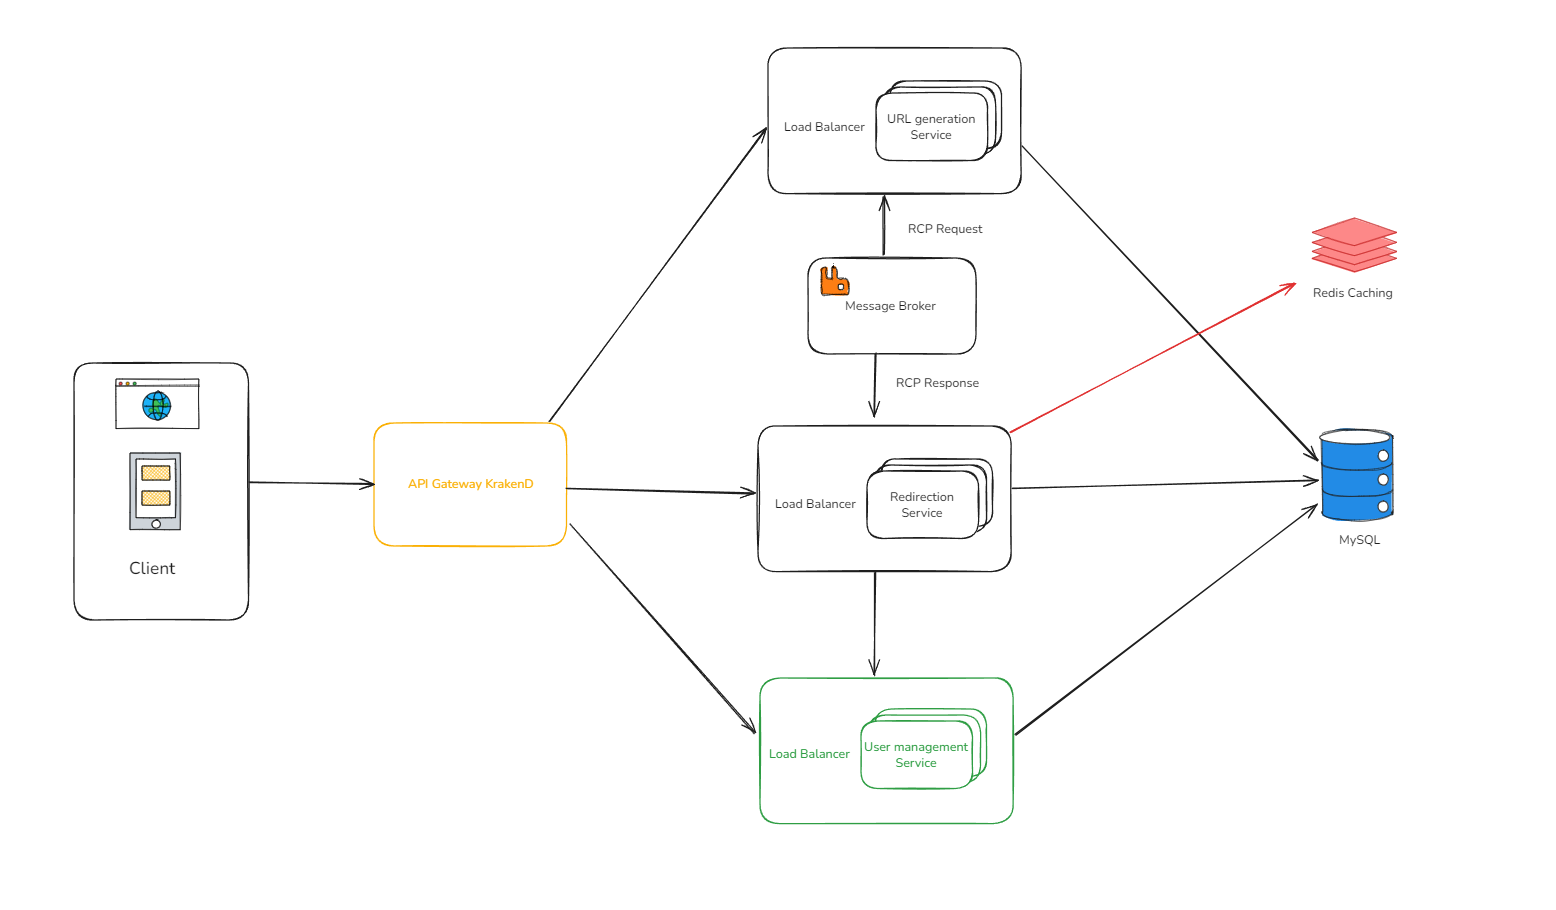 Load Balancer
URL generation
Service
RCP Request
Message Broker
RCP Response
Redis Caching
API Gateway KrakenD
Load Balancer
Redirection
Service
MySQL
Client
Load Balancer
User management
Service